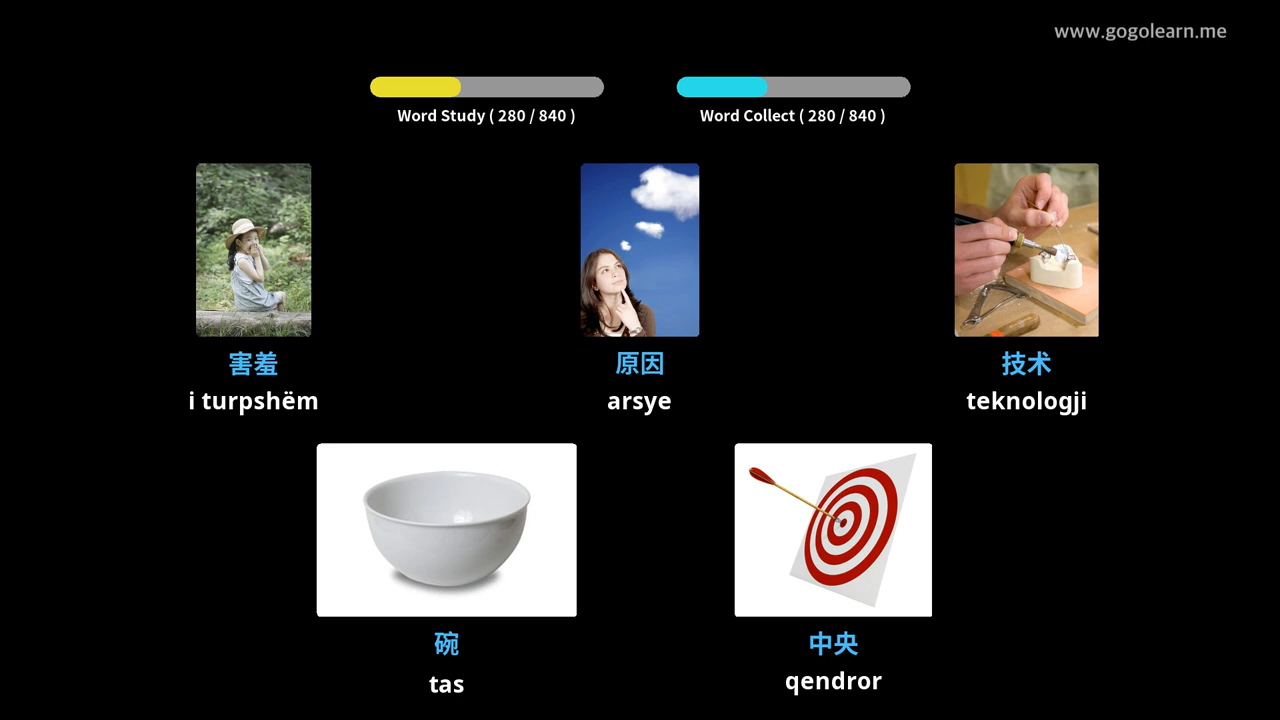 www.gogolearn.me
Word Study ( 280 / 840 )
Word Collect ( 280 / 840 )
害羞
i turpshëm
原因
arsye
技术
teknologji
碗
tas
中央
qendror